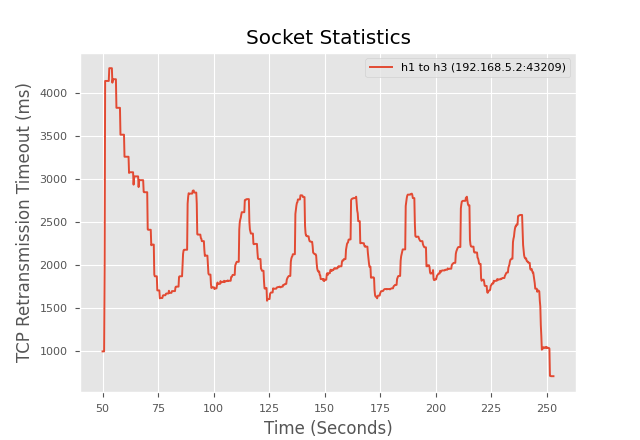 Socket Statistics
h1 to h3 (192.168.5.2:43209)
TCP Retransmission Timeout (ms)
4000
3500
3000
2500
2000
1500
1000
50 75 100 125 150 175 200 225 250
Time (Seconds)